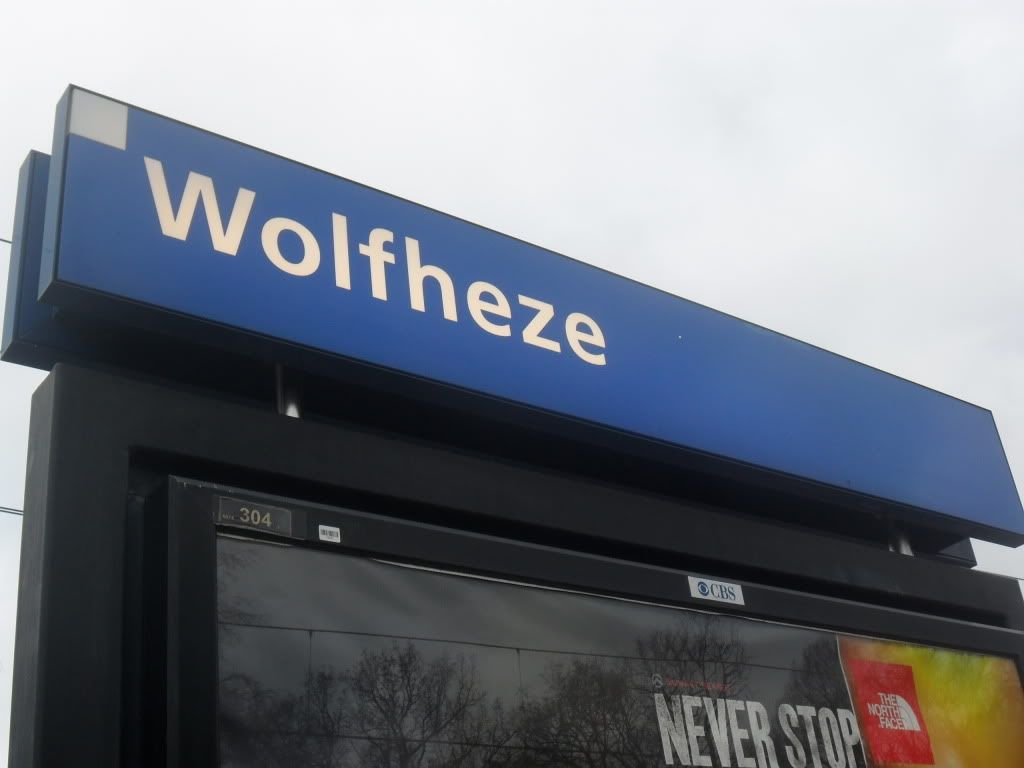 Wolfheze
304
CBS
NEVER STOP
THE
NORTH
FACE